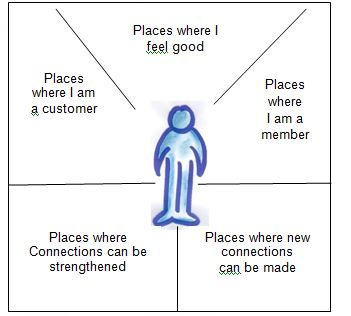 Places where I
feel good
Places
where I am
a customer
Places
where
I am a
member
Places where
Connections can be
strengthened
Places where new
connections
can be made